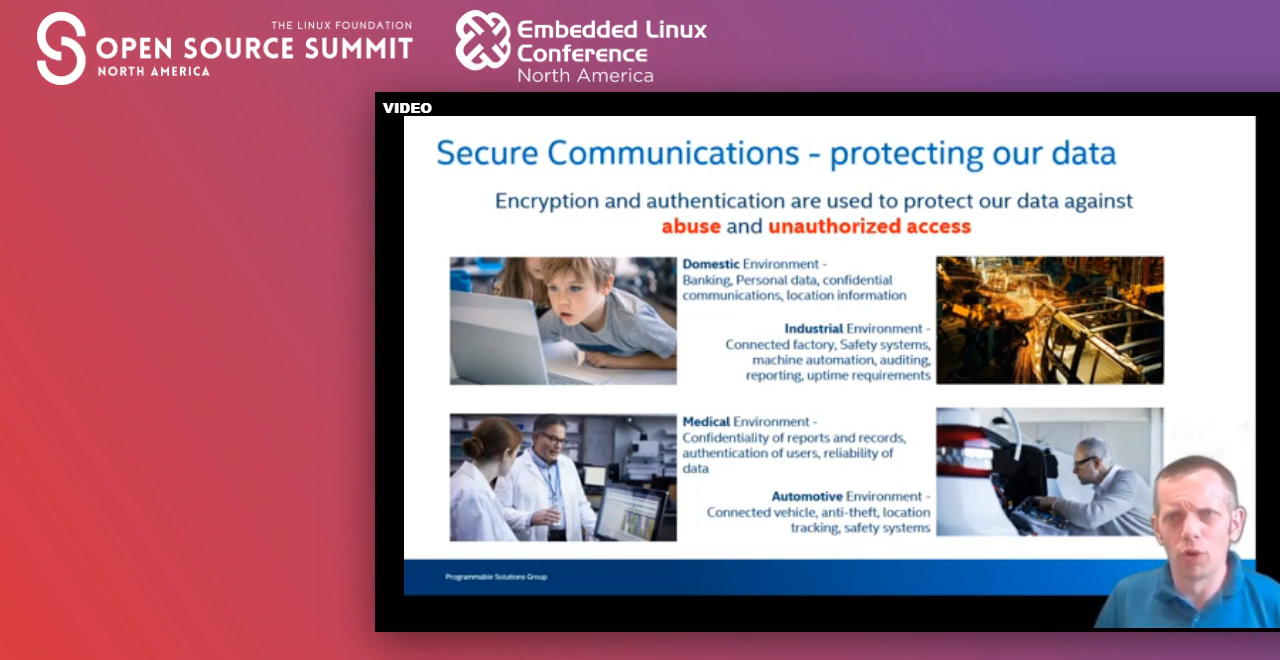 THE LINUX FOUNDATION
OPEN SOURCE SUMMIT
NORTH AMERICA
Embedded Linux
Conference
North America
VIDEO
Secure Communications - protecting our data
Encryption and authentication are used to protect our data against
abuse and unauthorized access
Domestic Environment -
Banking, Personal data, confidential
communications, location information
Industrial Environment -
Connected factory, Safety systems,
machine automation, auditing,
reporting, uptime requirements
Medical Environment -
Confidentiality of reports and records,
authentication of users, reliability of
data
Automotive Environment -
Connected vehicle, anti-theft, location
tracking, safety systems
Programmable Solutions Group